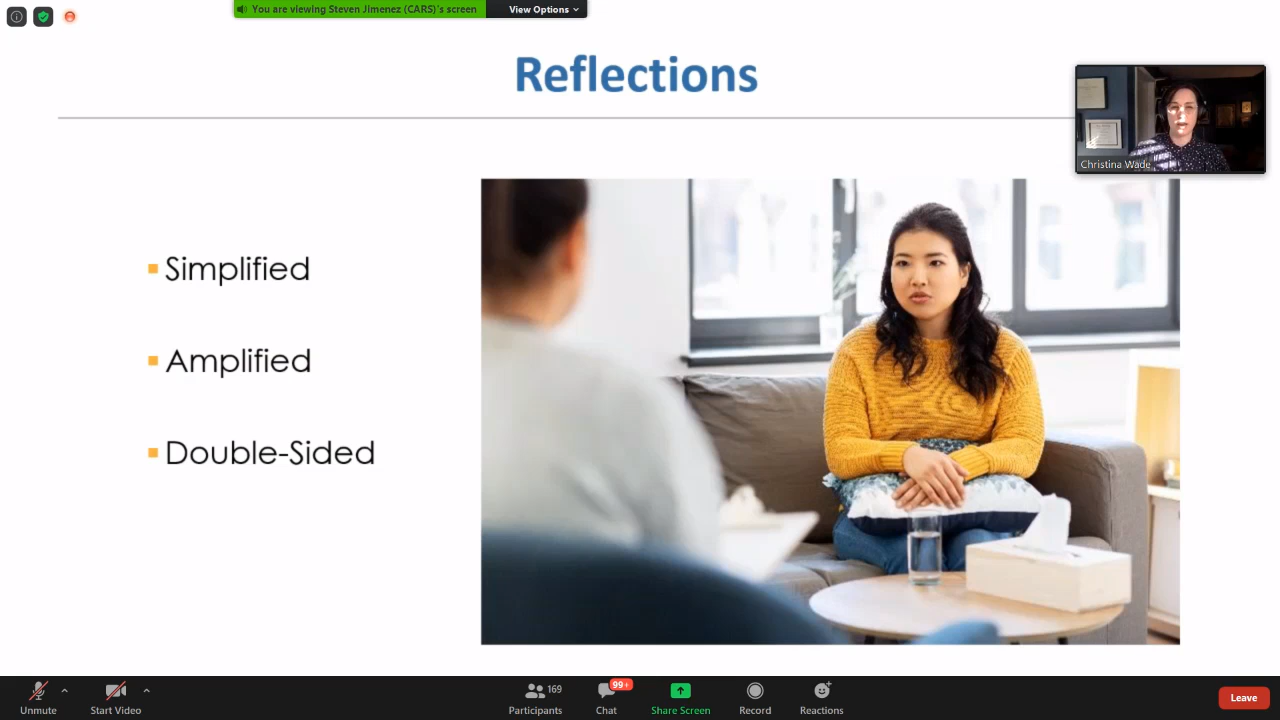 You are viewing Steven Jimenez (CARS)'s screen
View Options
Reflections
Christina Wade
Simplified
Amplified
Double-Sided
Unmute
Start Video
169
Participants
99+
Chat
Share Screen
Record
Reactions
Leave